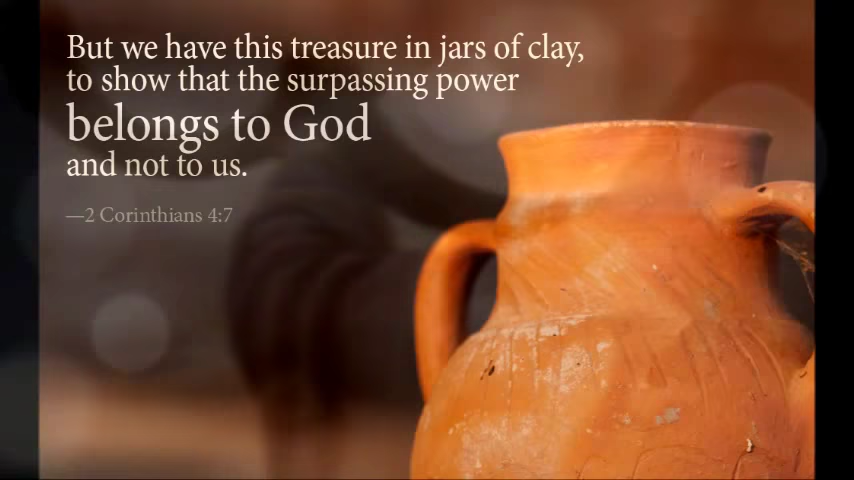 But we have this treasure in jars of clay,
to show that the surpassing power
belongs to God
and not to us.
—2 Corinthians 4:7